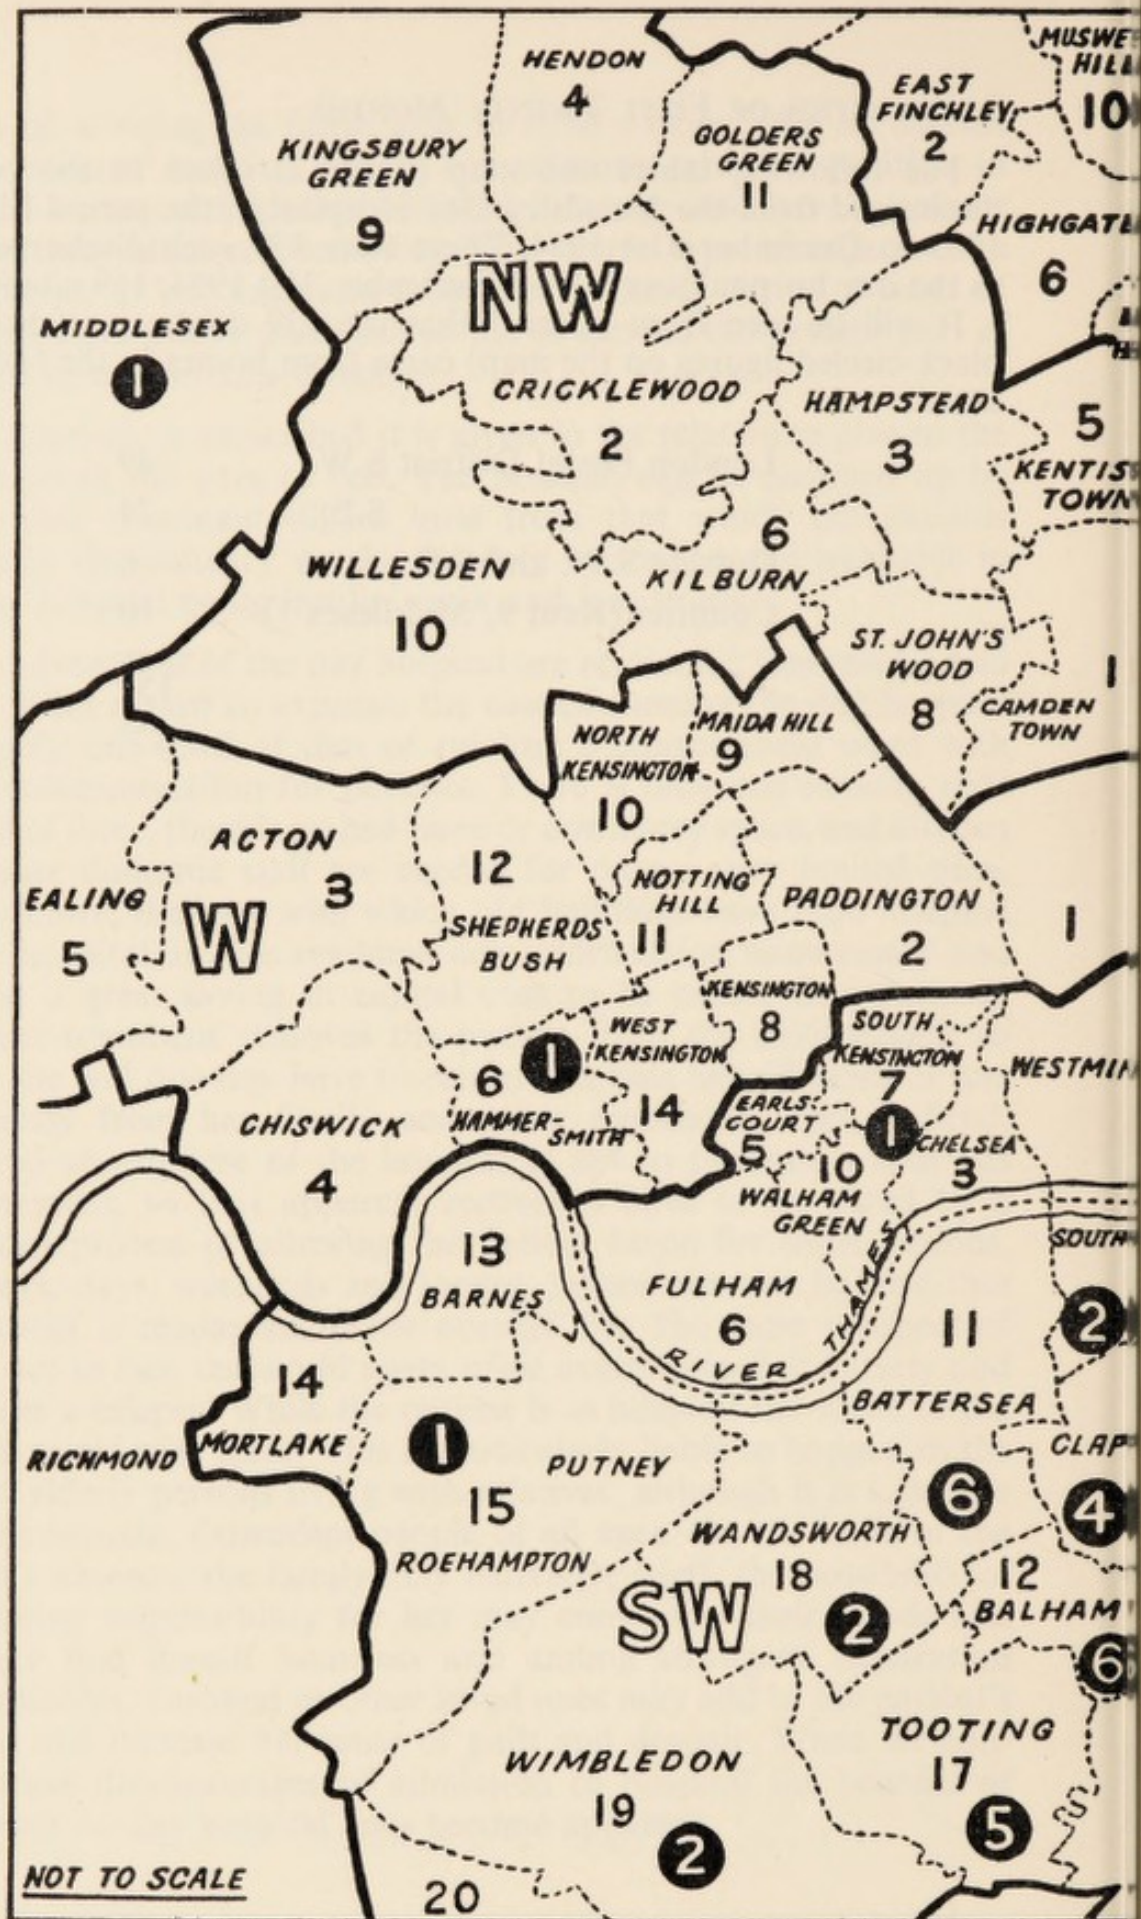 HENDON
4
MUSWE
HILL
10
EAST
FINCHLEY
2
GOLDERS
GREEN
11
KINGSBURY
GREEN
9
HIGHGATE
6
NW
MIDDLESEX
1
CRICKLEWOOD
2
HAMPSTEAD
3
5
KENTIS
TOWN
6
KILBURN
WILLESDEN
10
ST. JOHN'S
WOOD
8
1
CAMDEN
TOWN
NORTH
KENSINGTON
10
MAIDA HILL
9
ACTON
3
12
SHEPHERDS
BUSH
NOTTING
HILL
11
PADDINGTON
2
1
EALING
5
W
KENSINGTON
8
WEST
KENSINGTON
14
SOUTH
KENSINGTON
7
WESTMIN
6
1
HAMMER-
SMITH
CHISWICK
4
EARLS
COURT
5
10
WALHAM
GREEN
1
CHELSEA
3
13
BARNES
FULHAM
6
RIVER THAMES
SOUTH
2
11
BATTERSEA
14
MORTLAKE
RICHMOND
1
PUTNEY
15
ROEHAMPTON
CLAP
4
6
WANDSWORTH
18
2
SW
12
BALHAM
6
TOOTING
17
5
WIMBLEDON
19
2
20
NOT TO SCALE